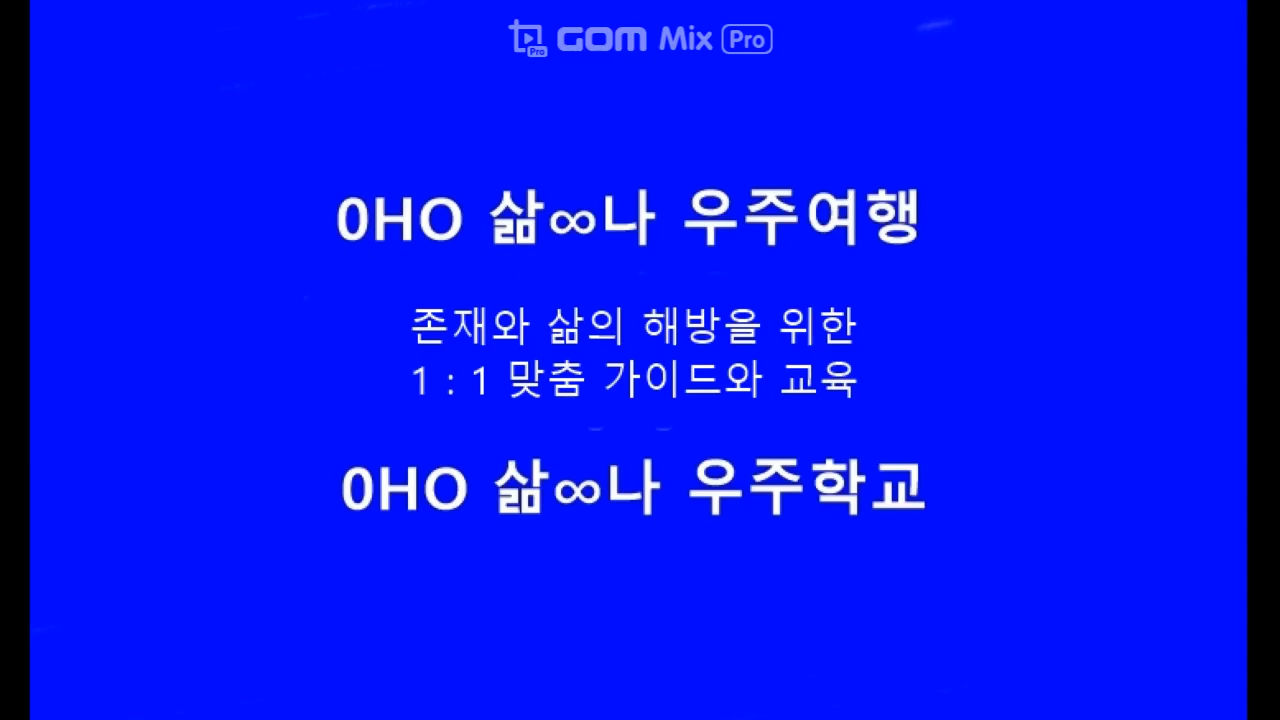 GOM Mix Pro
0HO 삶∞나 우주여행
존재와 삶의 해방을 위한
1 : 1 맞춤 가이드와 교육
0HO 삶∞나 우주학교